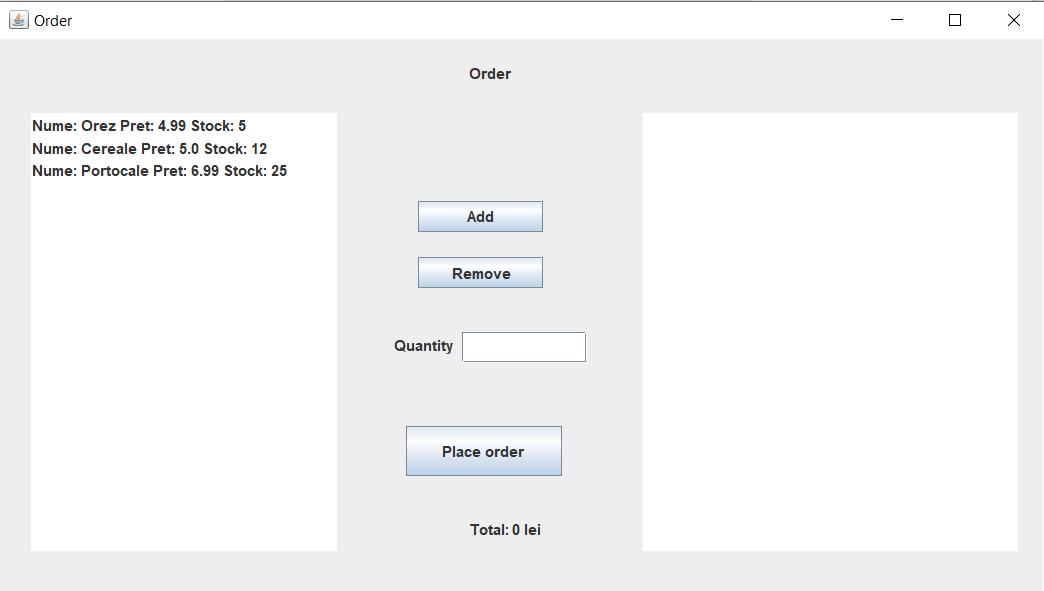 Order
Order
Nume: Orez Pret: 4.99 Stock: 5
Nume: Cereale Pret: 5.0 Stock: 12
Nume: Portocale Pret: 6.99 Stock: 25
Add
Remove
Quantity
Place order
Total: 0 lei